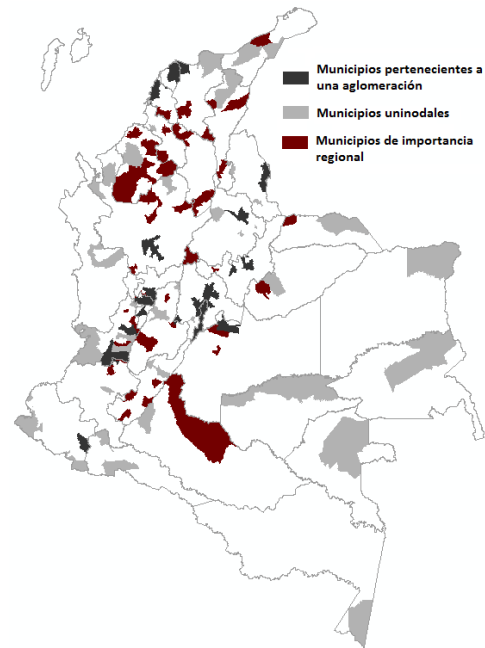 Municipios pertenecientes a
una aglomeración
Municipios uninodales
Municipios de importancia
regional